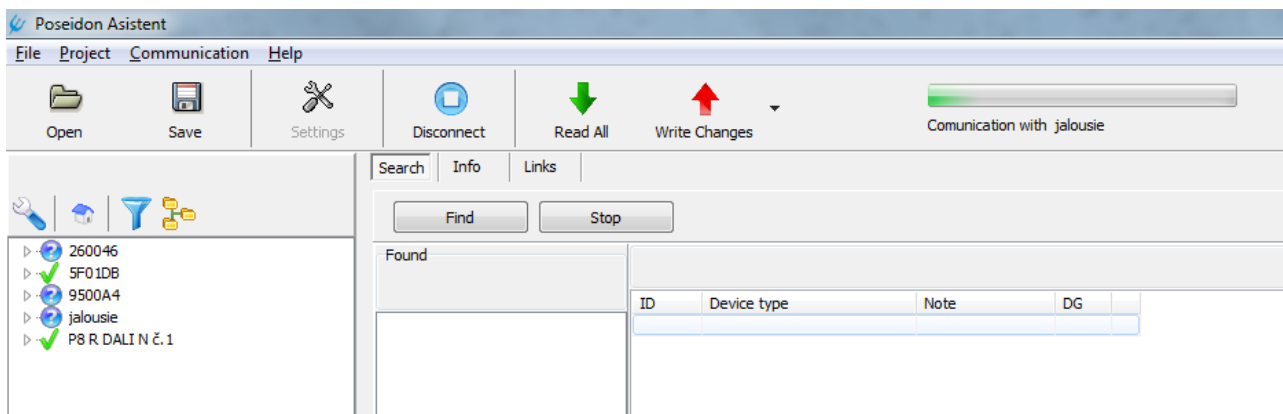 Poseidon Asistent
File Project Communication Help
Open Save Settings Disconnect Read All Write Changes
Comunication with jalousie
Search Info Links
Find Stop
260046
5F01DB
9500A4
jalousie
P8 R DALI N č.1
Found
ID Device type Note DG